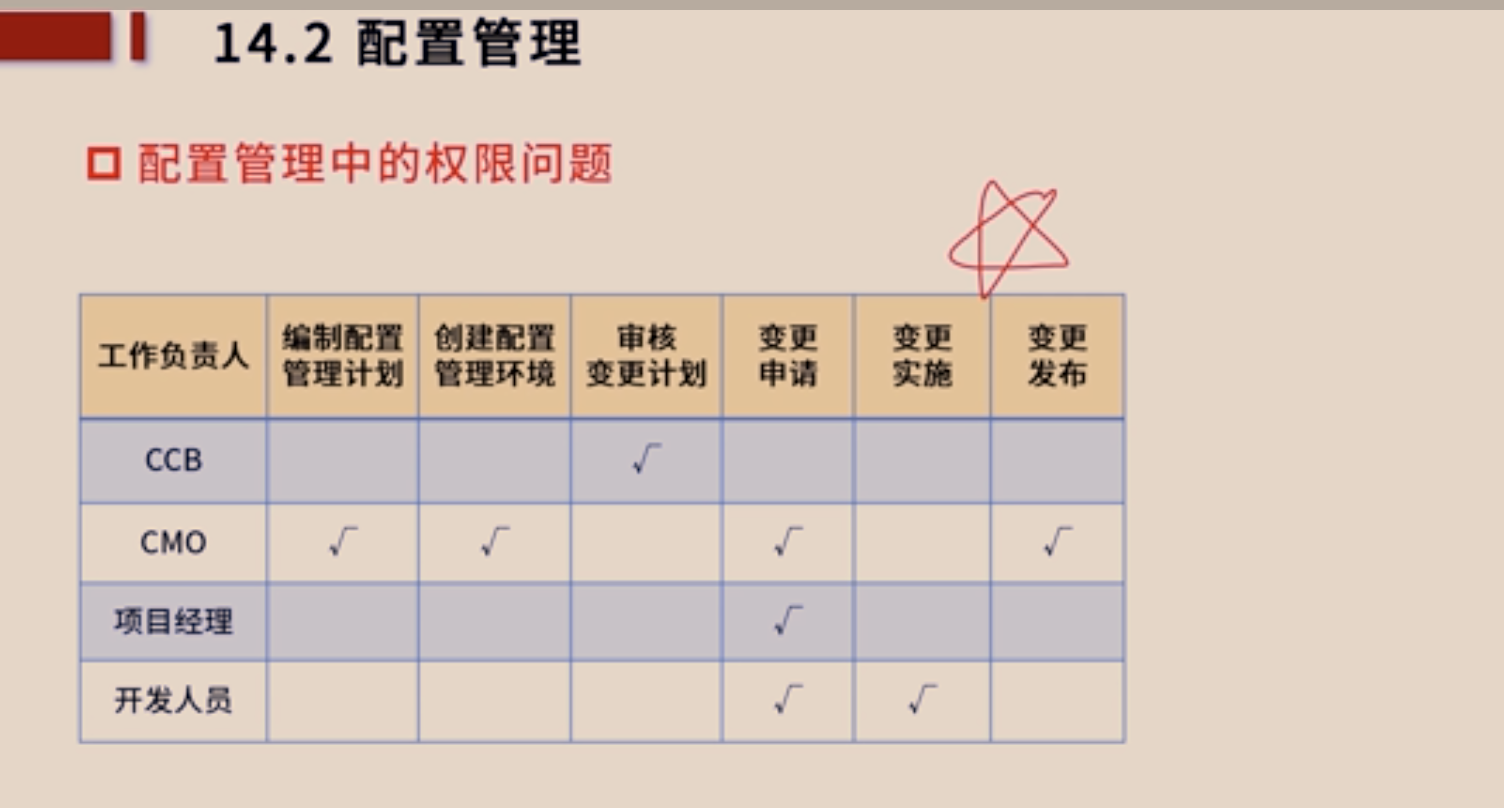 14.2 配置管理
配置管理中的权限问题
工作负责人 编制配置管理计划 创建配置管理环境 审核变更计划 变更申请 变更实施 变更发布
CCB √
CMO √ √ √ √
项目经理 √
开发人员 √ √